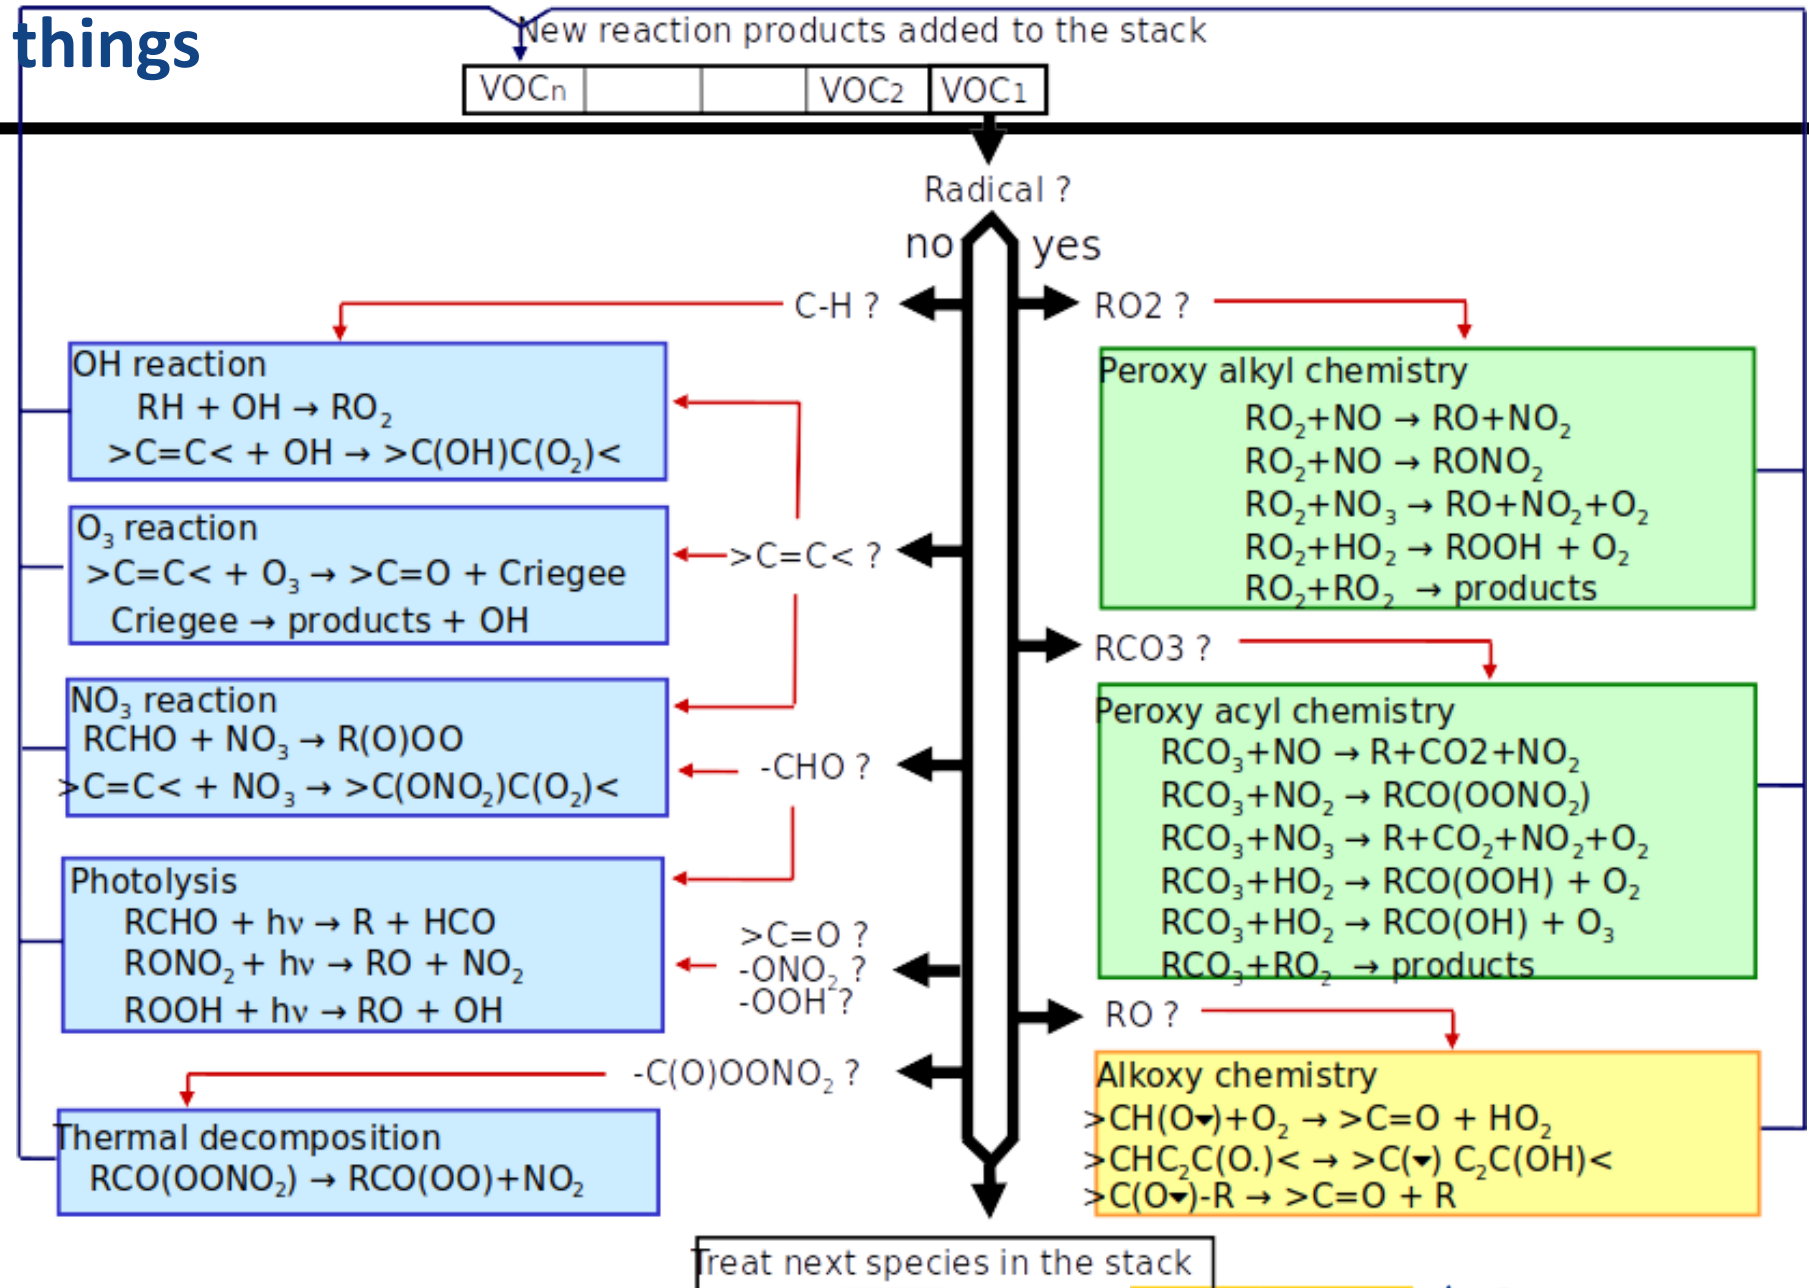 things
New reaction products added to the stack
VOCn VOC2 VOC1
Radical ?
no yes
C-H ?
OH reaction
RH + OH → RO₂
>C=C< + OH → >C(OH)C(O₂)<
O₃ reaction
>C=C< + O₃ → >C=O + Criegee
Criegee → products + OH
>C=C< ?
NO₃ reaction
RCHO + NO₃ → R(O)OO
>C=C< + NO₃ → >C(ONO₂)C(O₂)<
-CHO ?
Photolysis
RCHO + hν → R + HCO
RONO₂ + hν → RO + NO₂
ROOH + hν → RO + OH
>C=O ?
-ONO₂ ?
-OOH ?
-C(O)OONO₂ ?
Thermal decomposition
RCO(OONO₂) → RCO(OO)+NO₂
RO2 ?
Peroxy alkyl chemistry
RO₂+NO → RO+NO₂
RO₂+NO → RONO₂
RO₂+NO₃ → RO+NO₂+O₂
RO₂+HO₂ → ROOH + O₂
RO₂+RO₂ → products
RCO3 ?
Peroxy acyl chemistry
RCO₃+NO → R+CO2+NO₂
RCO₃+NO₂ → RCO(OONO₂)
RCO₃+NO₃ → R+CO₂+NO₂+O₂
RCO₃+HO₂ → RCO(OOH) + O₂
RCO₃+HO₂ → RCO(OH) + O₃
RCO₃+RO₂ → products
RO ?
Alkoxy chemistry
>CH(O▾)+O₂ → >C=O + HO₂
>CHC₂C(O.)< → >C(▾) C₂C(OH)<
>C(O▾)-R → >C=O + R
Treat next species in the stack